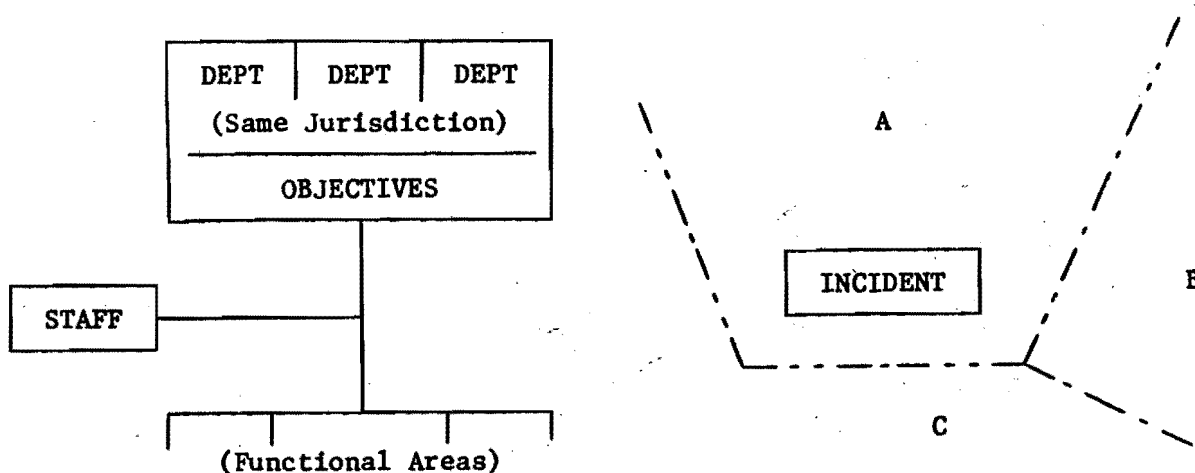 DEPT DEPT DEPT
(Same Jurisdiction)
OBJECTIVES
STAFF
(Functional Areas)
A
INCIDENT
C